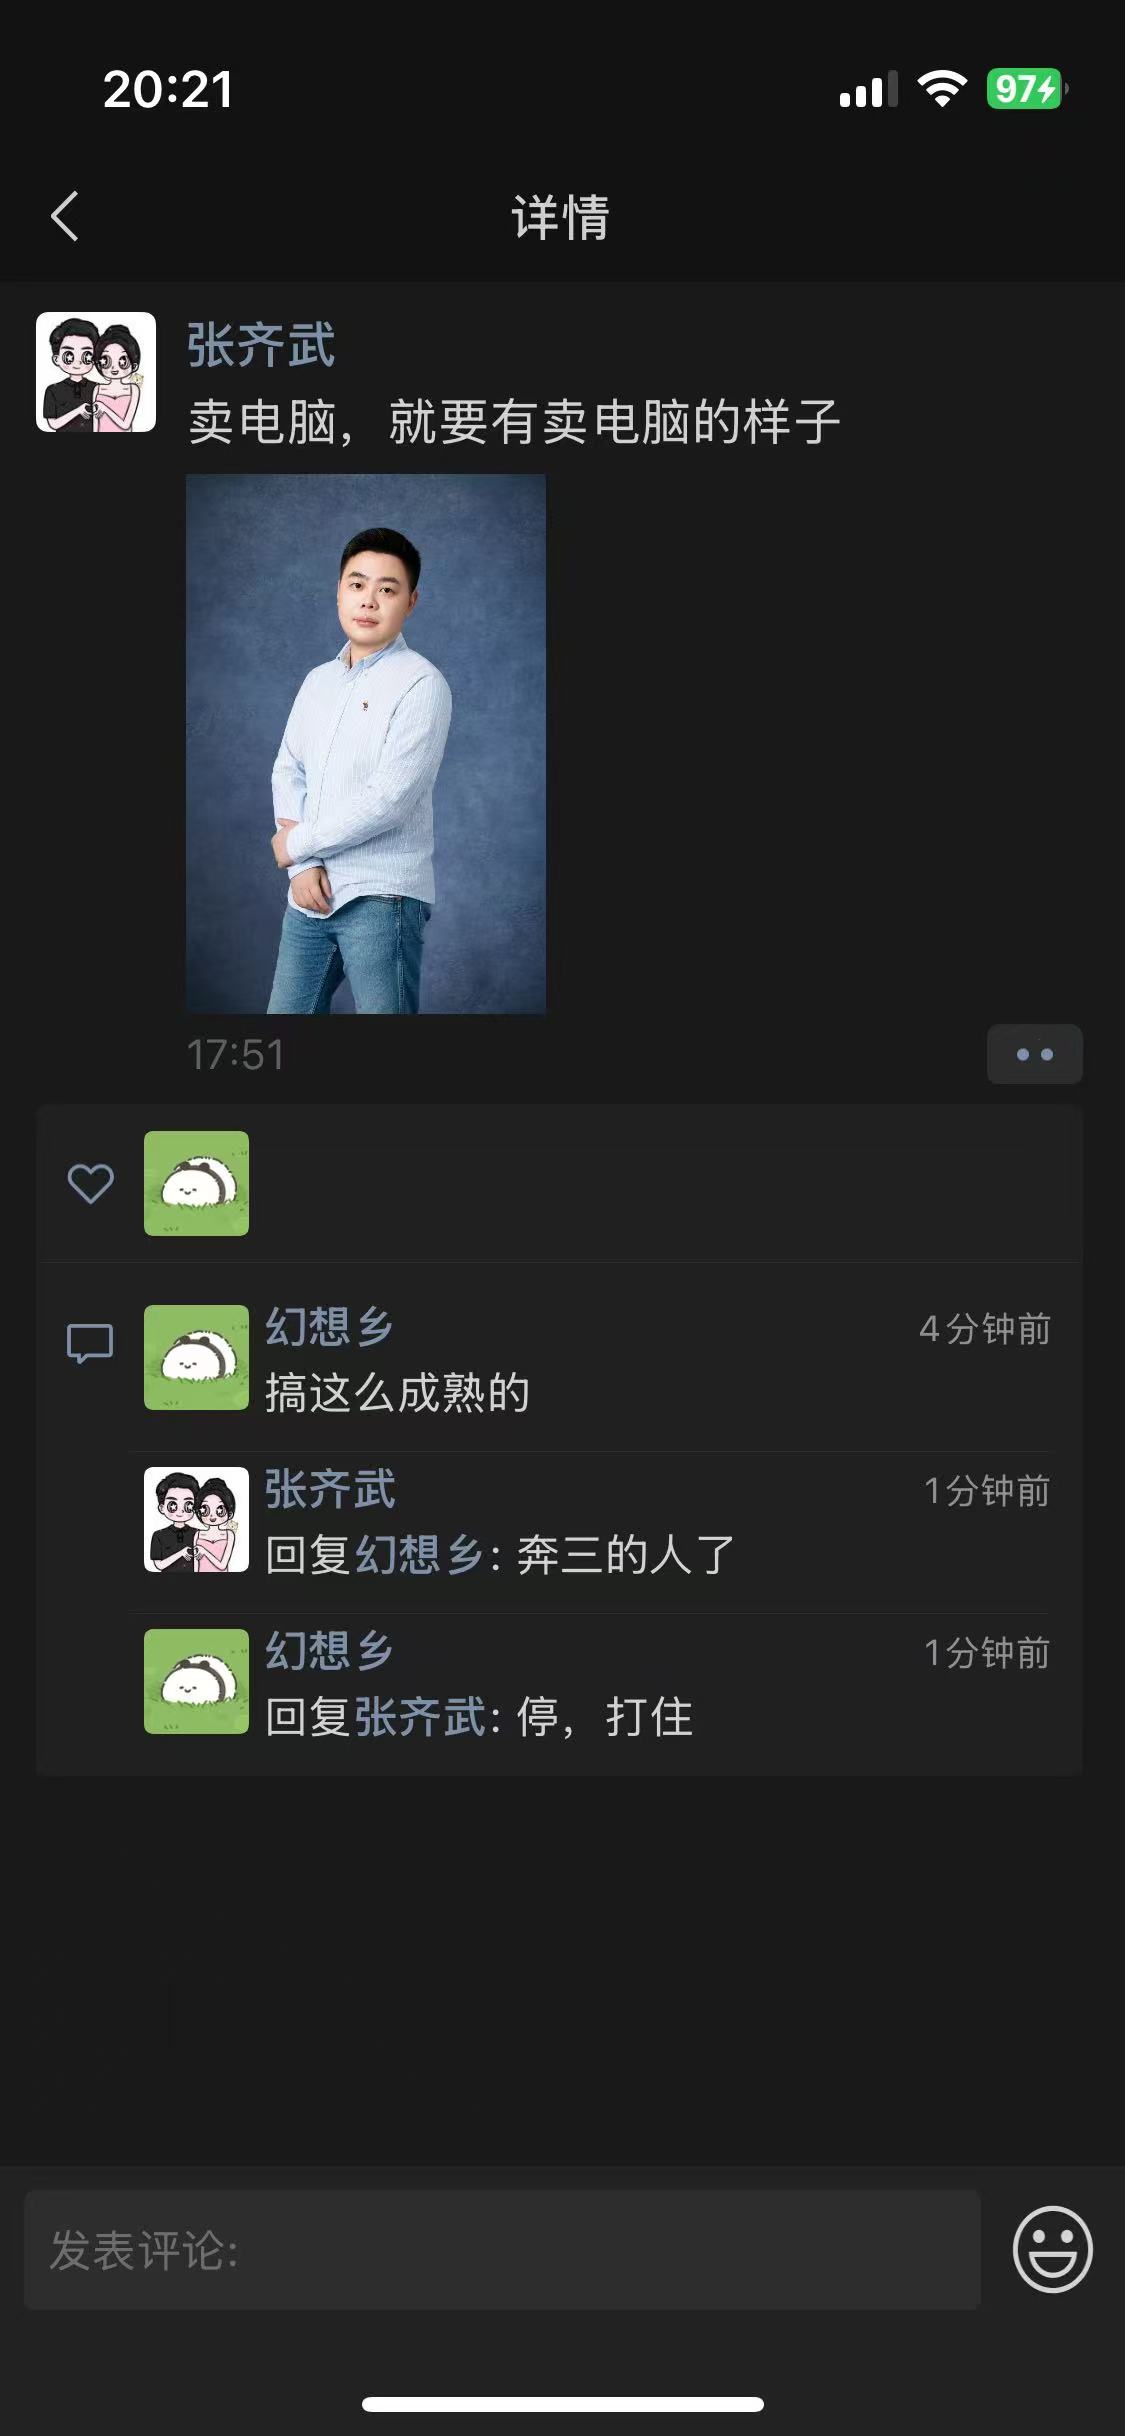 20:21
97
详情
张齐武
卖电脑，就要有卖电脑的样子
17:51
幻想乡
4分钟前
搞这么成熟的
张齐武
1分钟前
回复幻想乡：奔三的人了
幻想乡
1分钟前
回复张齐武：停，打住
发表评论：